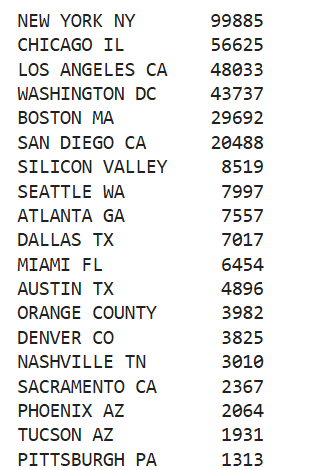 NEW YORK NY 99885
CHICAGO IL 56625
LOS ANGELES CA 48033
WASHINGTON DC 43737
BOSTON MA 29692
SAN DIEGO CA 20488
SILICON VALLEY 8519
SEATTLE WA 7997
ATLANTA GA 7557
DALLAS TX 7017
MIAMI FL 6454
AUSTIN TX 4896
ORANGE COUNTY 3982
DENVER CO 3825
NASHVILLE TN 3010
SACRAMENTO CA 2367
PHOENIX AZ 2064
TUCSON AZ 1931
PITTSBURGH PA 1313